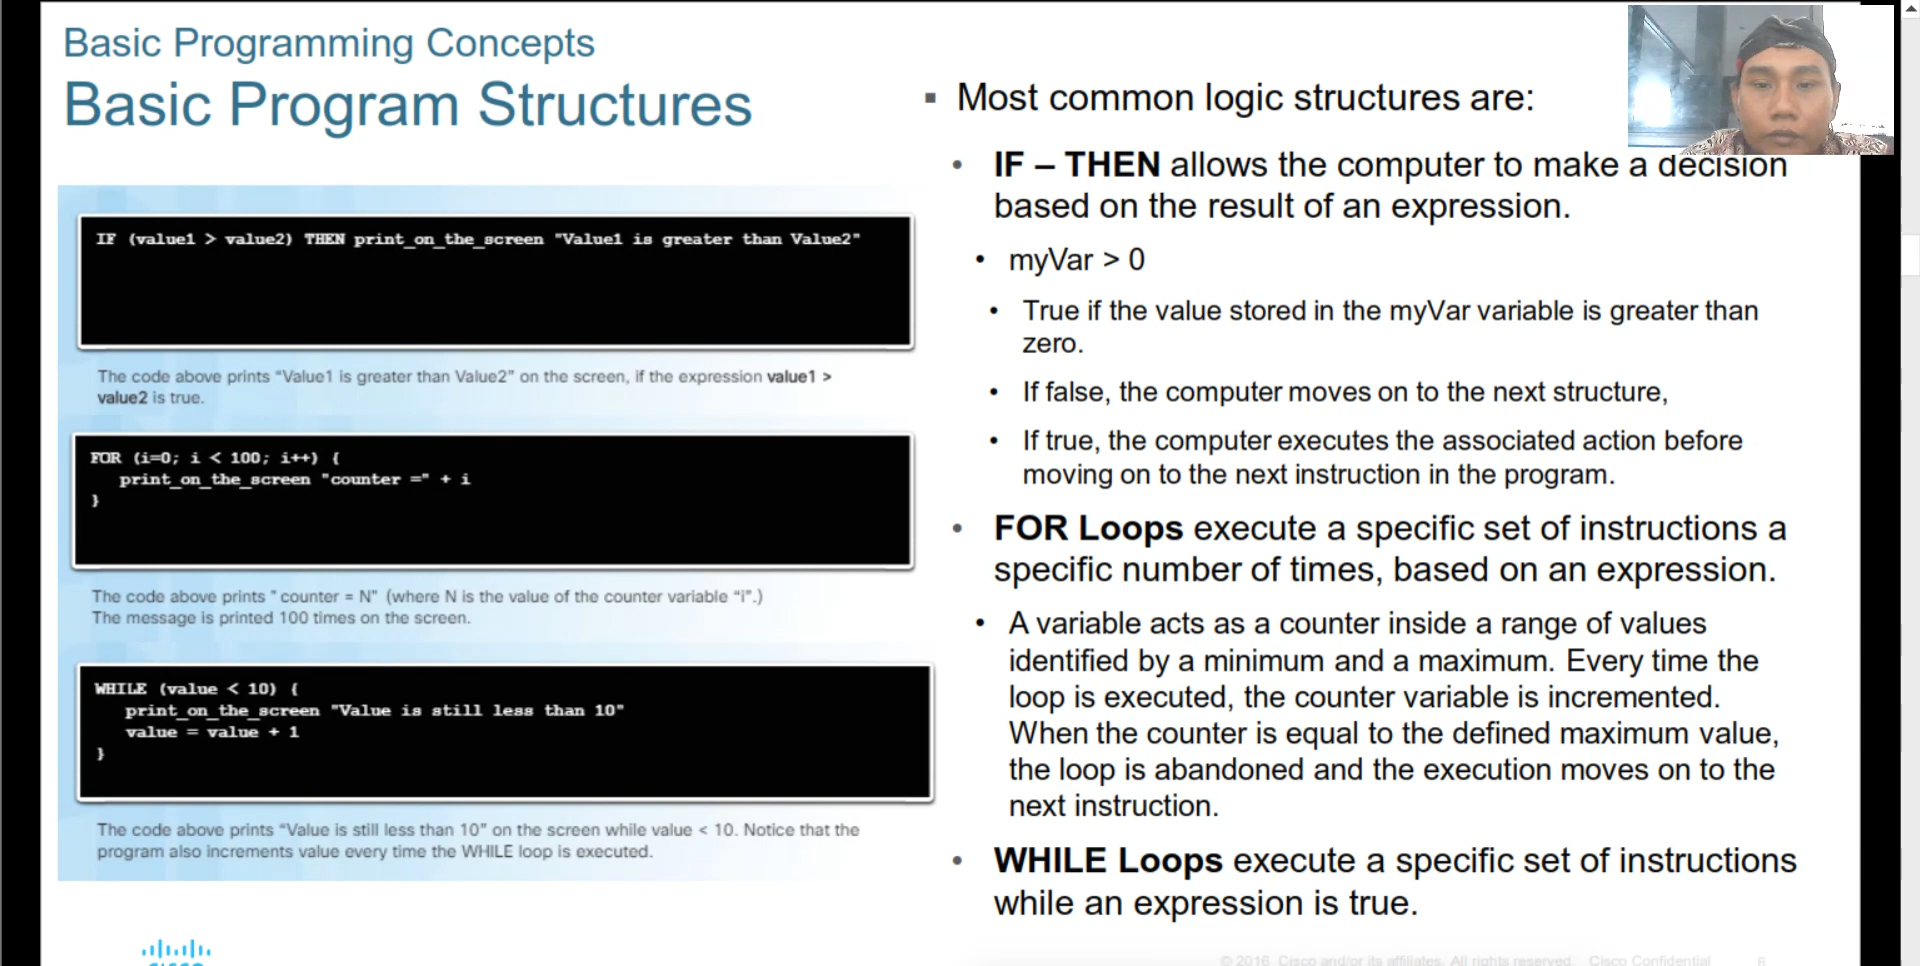 Basic Programming Concepts
Basic Program Structures
IF (value1 > value2) THEN print_on_the_screen "Value1 is greater than Value2"
The code above prints “Value1 is greater than Value2” on the screen, if the expression value1 >
value2 is true.
FOR (i=0; i < 100; i++) {
print_on_the_screen "counter =" + i
}
The code above prints " counter = N" (where N is the value of the counter variable “i”.)
The message is printed 100 times on the screen.
WHILE (value < 10) {
print_on_the_screen "Value is still less than 10"
value = value + 1
}
The code above prints “Value is still less than 10” on the screen while value < 10. Notice that the
program also increments value every time the WHILE loop is executed.
▪ Most common logic structures are:
• IF – THEN allows the computer to make a decision
based on the result of an expression.
• myVar > 0
• True if the value stored in the myVar variable is greater than
zero.
• If false, the computer moves on to the next structure,
• If true, the computer executes the associated action before
moving on to the next instruction in the program.
• FOR Loops execute a specific set of instructions a
specific number of times, based on an expression.
• A variable acts as a counter inside a range of values
identified by a minimum and a maximum. Every time the
loop is executed, the counter variable is incremented.
When the counter is equal to the defined maximum value,
the loop is abandoned and the execution moves on to the
next instruction.
• WHILE Loops execute a specific set of instructions
while an expression is true.
CISCO
© 2016 Cisco and/or its affiliates. All rights reserved. Cisco Confidential 6